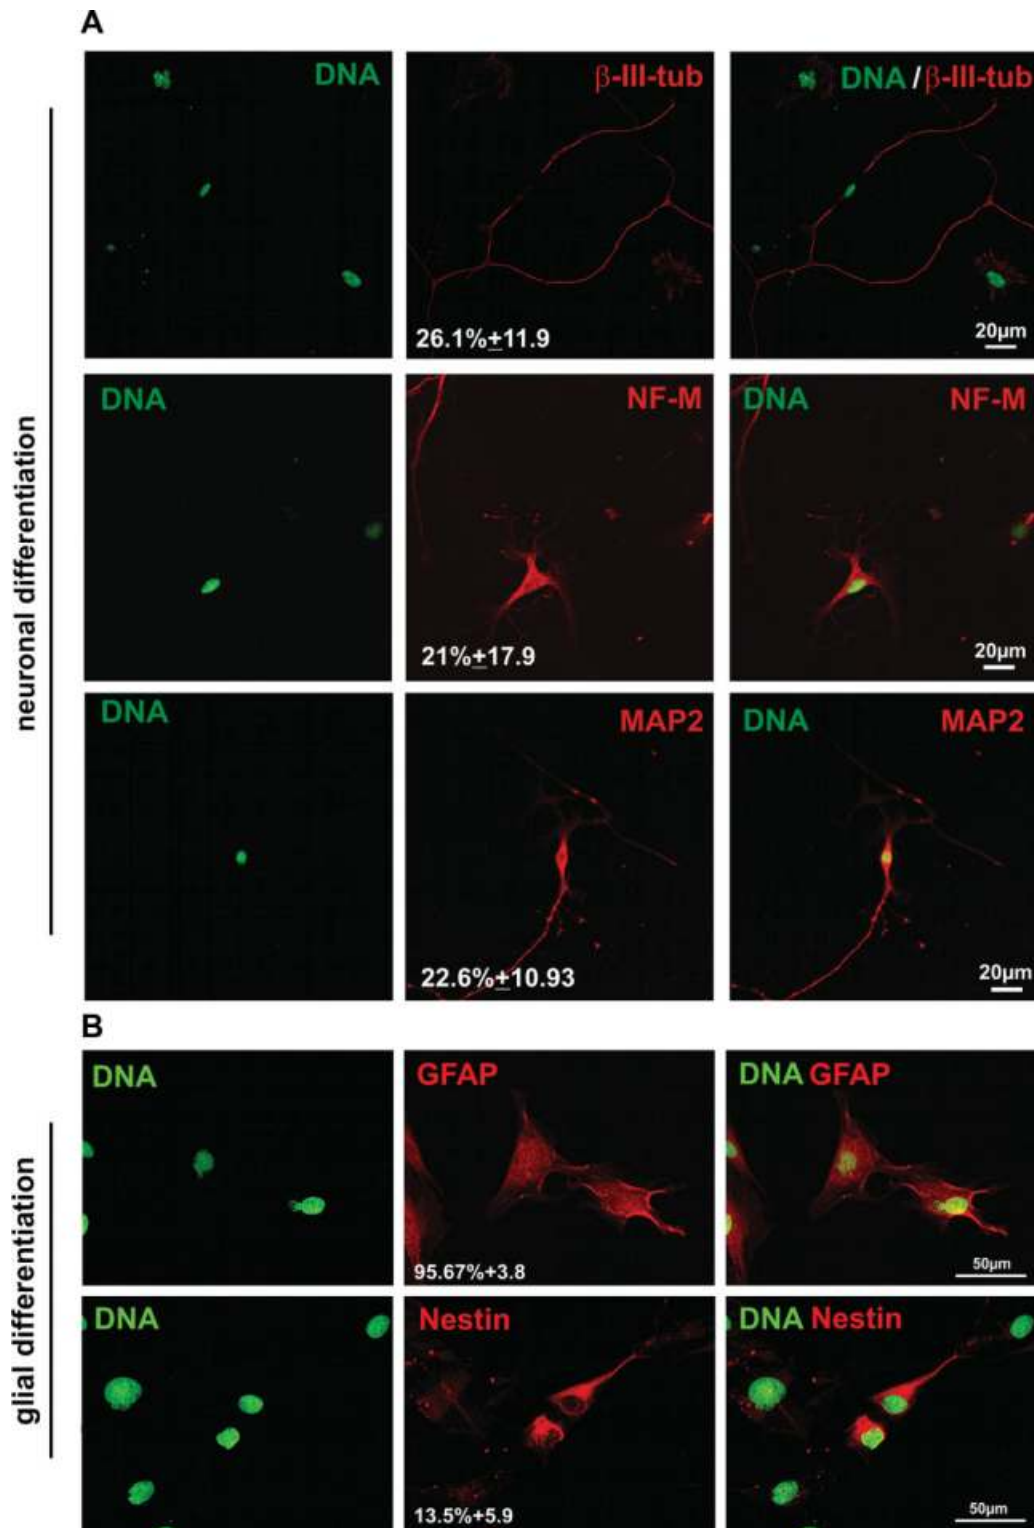 A
neuronal differentiation
DNA
β-III-tub
DNA / β-III-tub
26.1%±11.9
20µm
DNA
NF-M
DNA NF-M
21%±17.9
20µm
DNA
MAP2
DNA MAP2
22.6%±10.93
20µm
B
glial differentiation
DNA
GFAP
DNA GFAP
95.67%+3.8
50µm
DNA
Nestin
DNA Nestin
13.5%+5.9
50µm